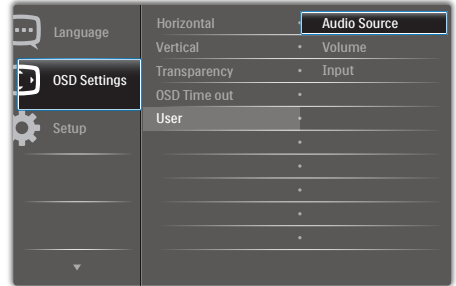 Language
OSD Settings
Setup
Horizontal
Vertical
Transparency
OSD Time out
User
Audio Source
Volume
Input